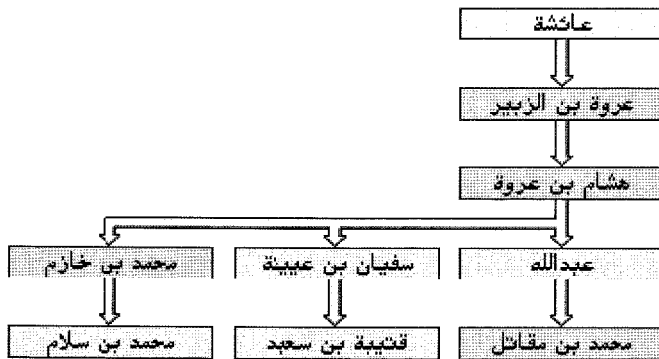 عائشة
عروة بن الزبير
هشام بن عروة
عبدالله
سفيان بن عيينة
محمد بن خازم
محمد بن مقاتل
قتيبة بن سعيد
محمد بن سلام